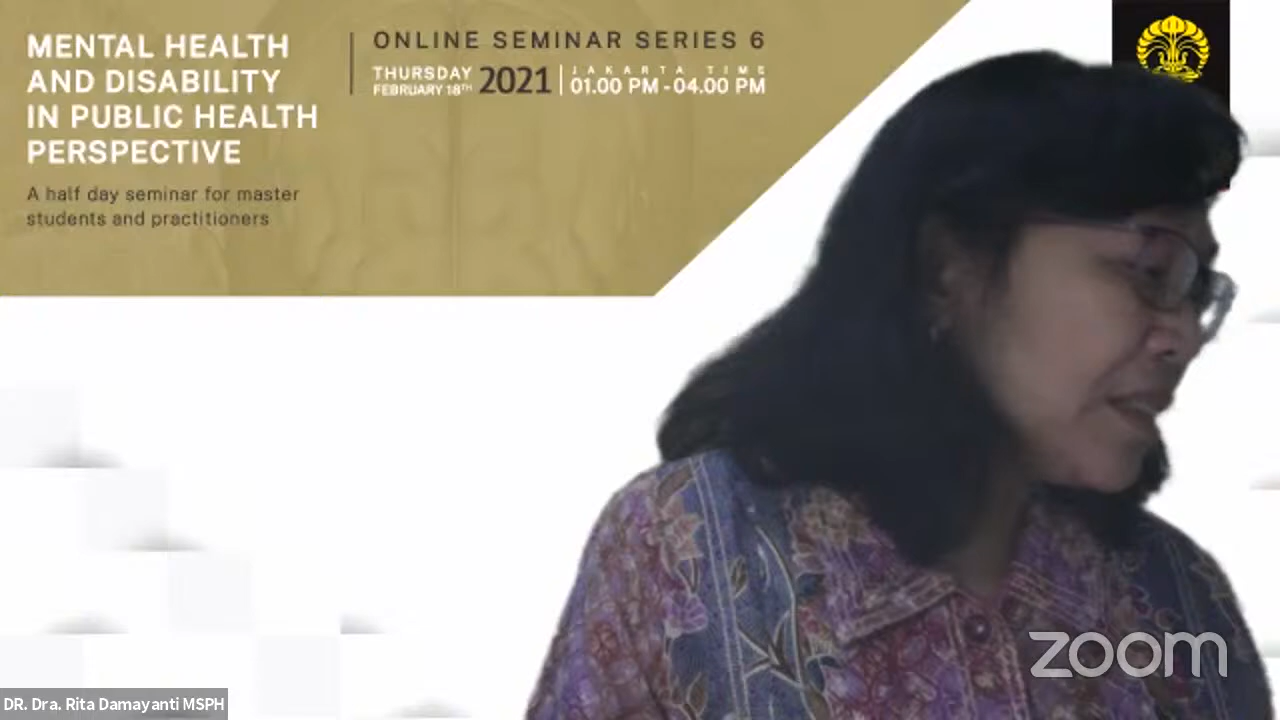 MENTAL HEALTH
AND DISABILITY
IN PUBLIC HEALTH
PERSPECTIVE
A half day seminar for master
students and practitioners
ONLINE SEMINAR SERIES 6
THURSDAY
FEBRUARY 18TH
2021
JAKARTA TIME
01.00 PM - 04.00 PM
zoom
DR. Dra. Rita Damayanti MSPH